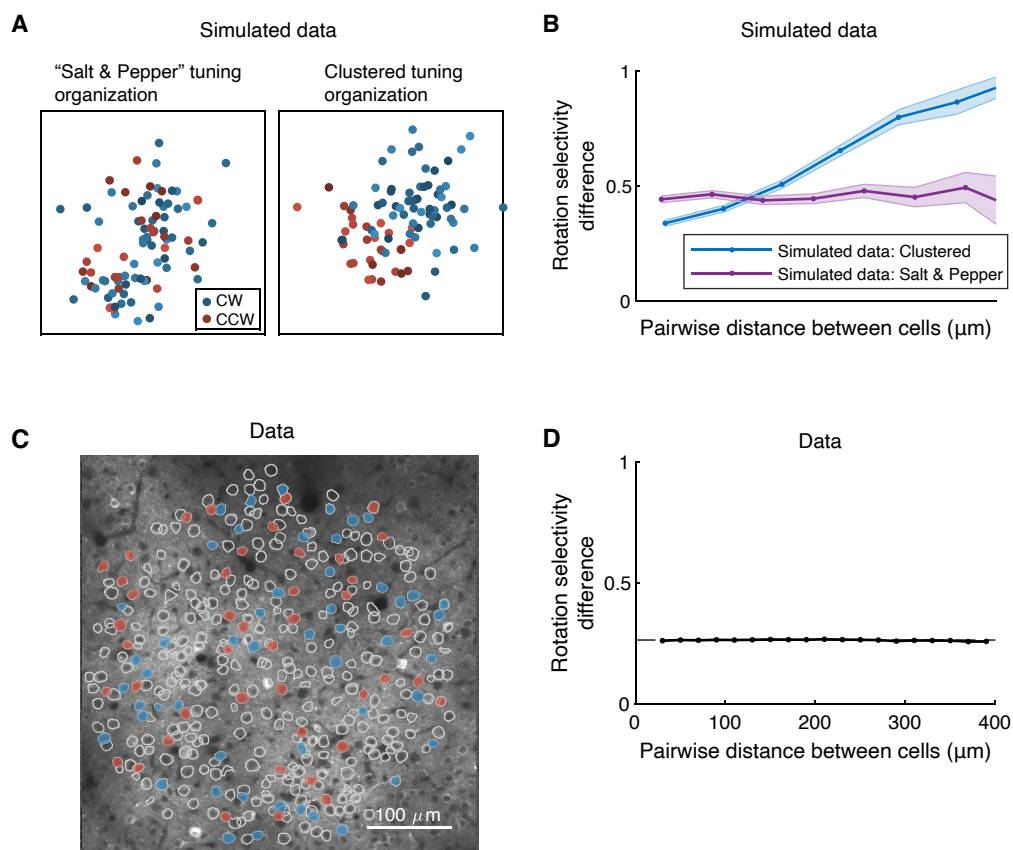 A
Simulated data
“Salt & Pepper” tuning
organization
Clustered tuning
organization
CW
CCW
B
Simulated data
Rotation selectivity
difference
1
0.5
0
Simulated data: Clustered
Simulated data: Salt & Pepper
Pairwise distance between cells (µm)
C
Data
100 µm
D
Data
Rotation selectivity
difference
1
0.5
0
0 100 200 300 400
Pairwise distance between cells (µm)